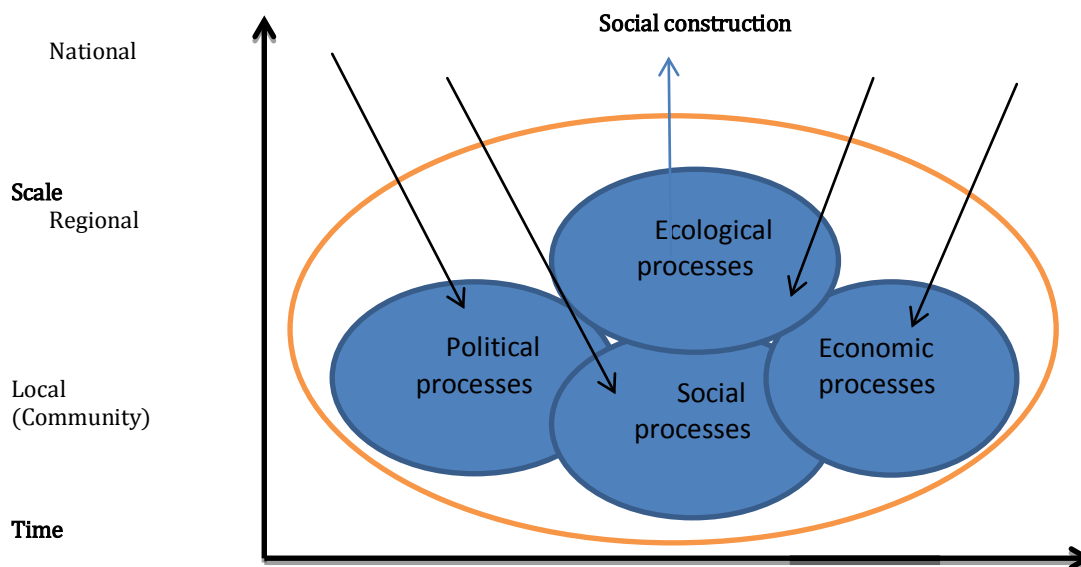 Social construction
National
Scale
Regional
Ecological
processes
Political
processes
Economic
processes
Social
processes
Local
(Community)
Time